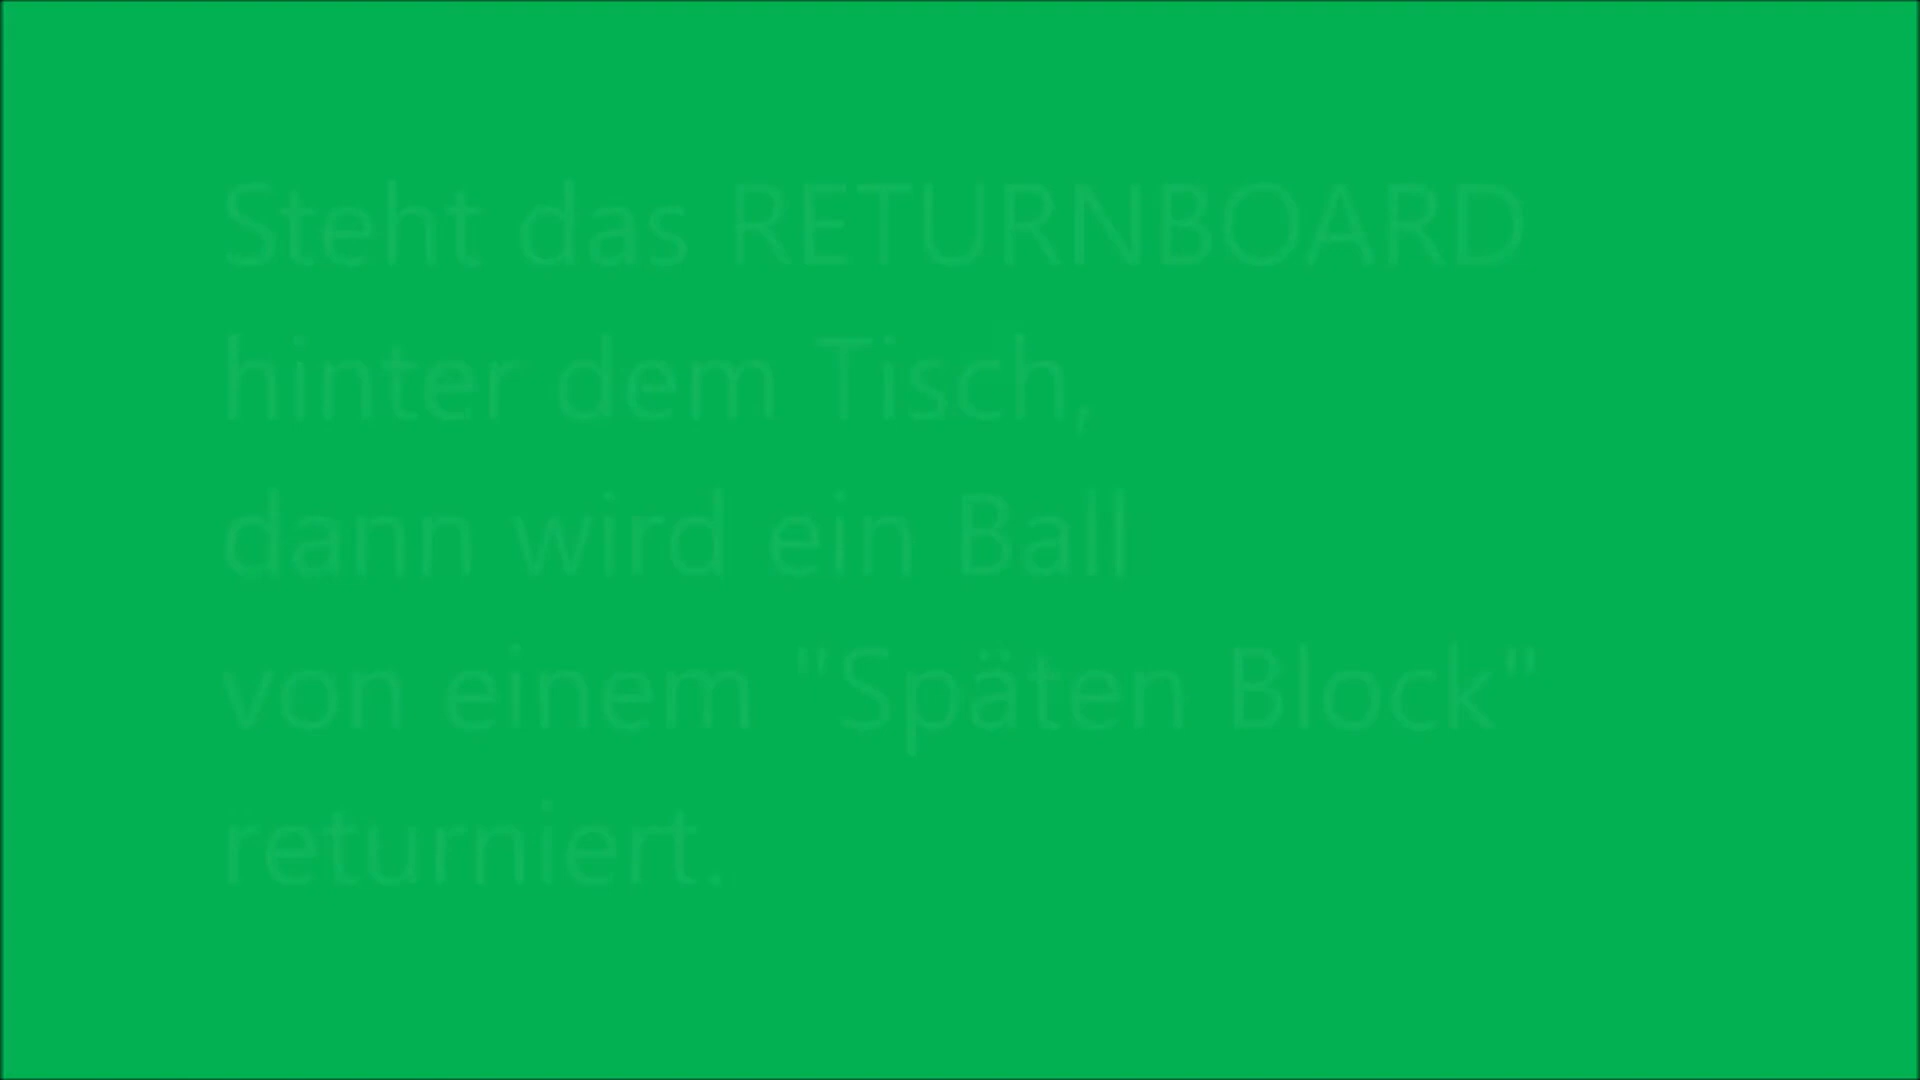 Steht das RETURNBOARD
hinter dem Tisch,
dann wird ein Ball
von einem "Späten Block"
returniert.